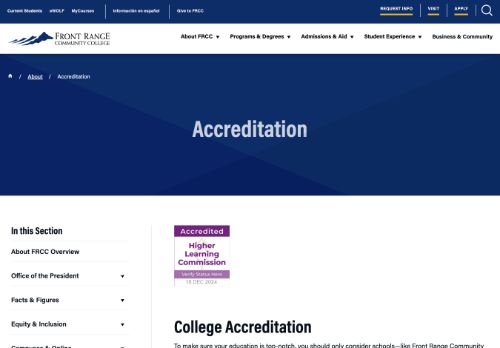 Current Students eWOLF MyCourses Información en español Give to FRCC REQUEST INFO VISIT APPLY
FRONT RANGE
COMMUNITY COLLEGE
About FRCC Programs & Degrees Admissions & Aid Student Experience Business & Community
/ About / Accreditation
Accreditation
In this Section
About FRCC Overview
Office of the President
Facts & Figures
Equity & Inclusion
Campuses & Online
Accredited
Higher
Learning
Commission
Verify Status Here
18 DEC 2024
College Accreditation
To make sure your education is top-notch, you should only consider schools—like Front Range Community